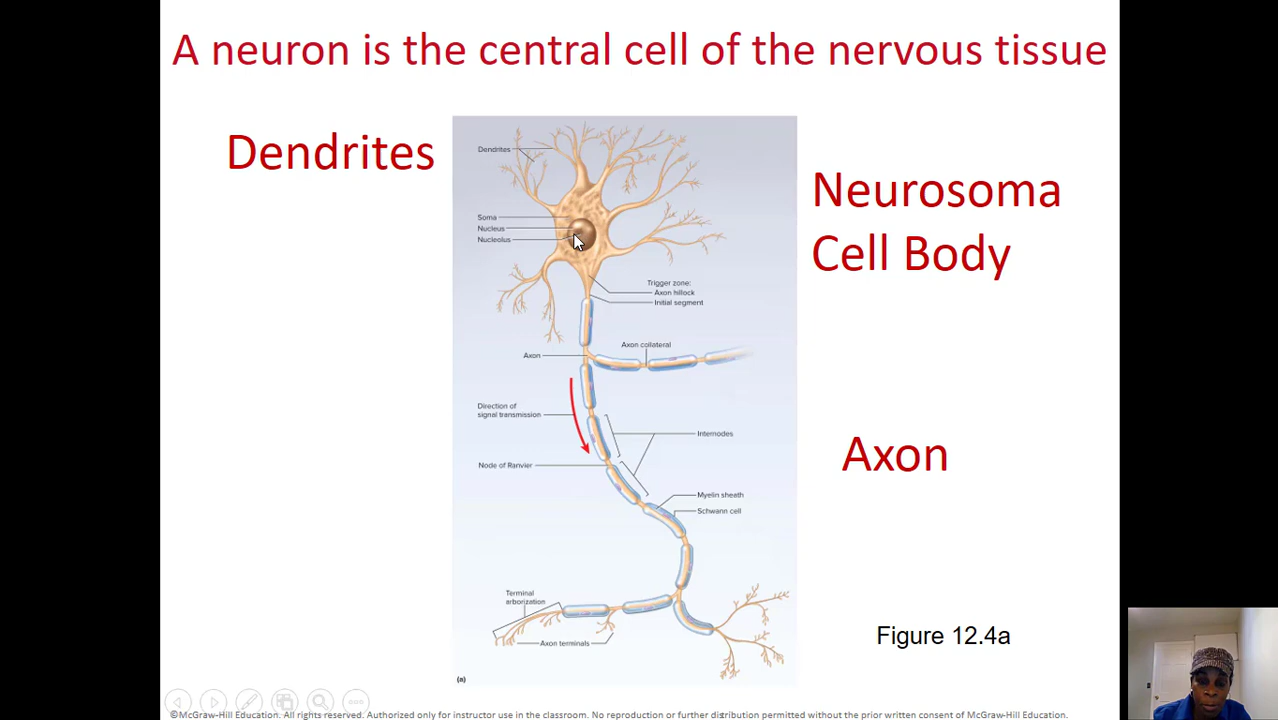 A neuron is the central cell of the nervous tissue
Dendrites
Neurosoma
Cell Body
Axon
Dendrites
Soma
Nucleus
Nucleolus
Trigger zone:
Axon hillock
Initial segment
Axon collateral
Axon
Direction of
signal transmission
Internodes
Node of Ranvier
Myelin sheath
Schwann cell
Terminal
arborization
Axon terminals
(a)
Figure 12.4a
©McGraw-Hill Education. All rights reserved. Authorized only for instructor use in the classroom. No reproduction or further distribution permitted without the prior written consent of McGraw-Hill Education.